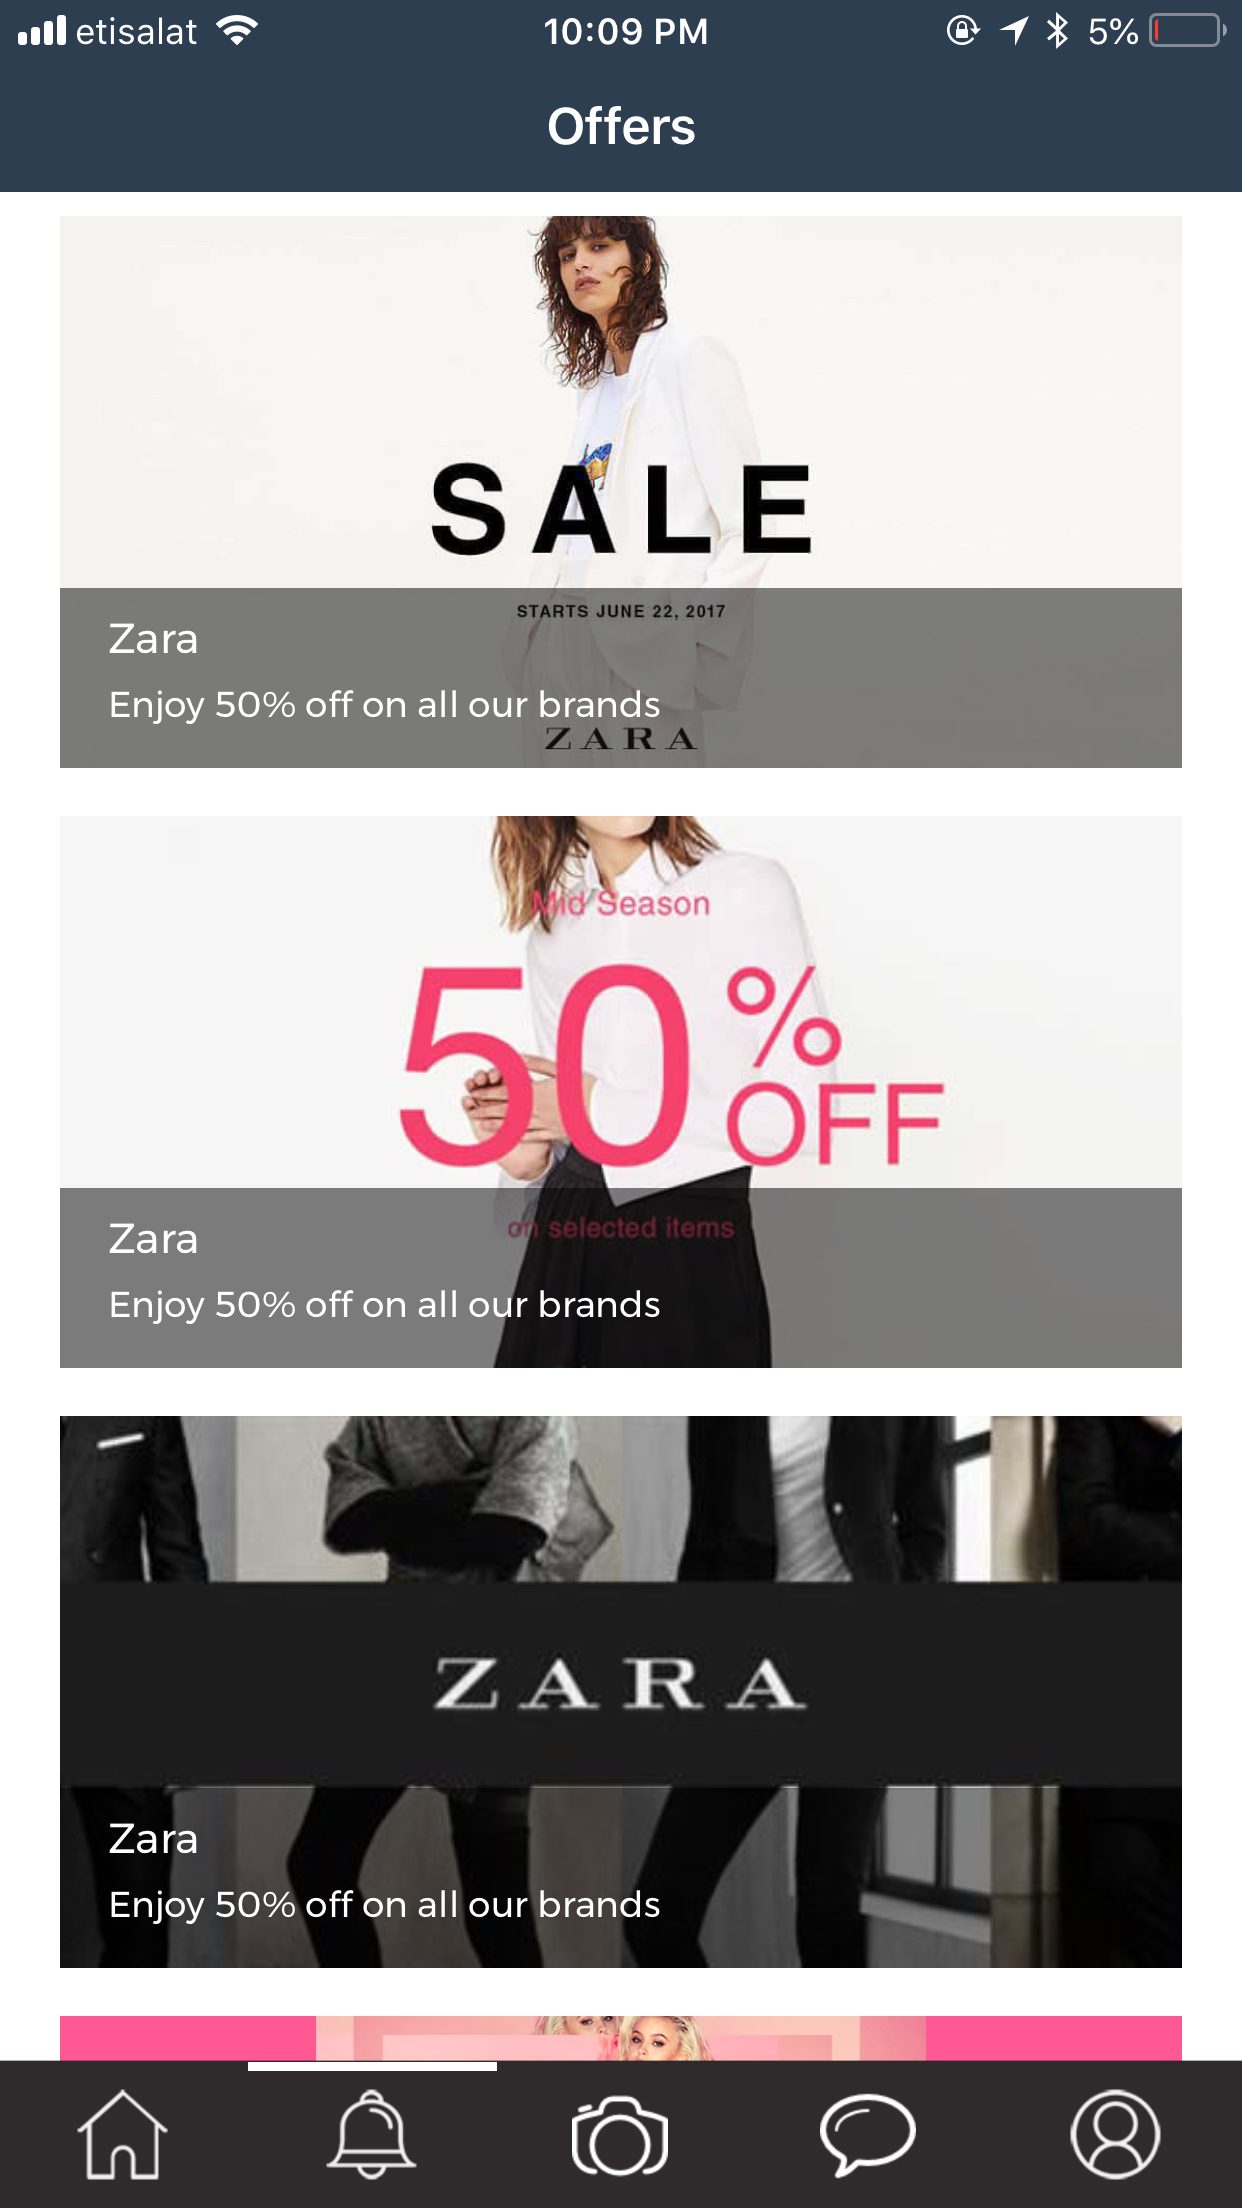 etisalat 10:09 PM 5%
Offers
SALE
STARTS JUNE 22, 2017
Zara
Enjoy 50% off on all our brands
ZARA
Mid Season
50%
OFF
on selected items
Zara
Enjoy 50% off on all our brands
ZARA
Zara
Enjoy 50% off on all our brands